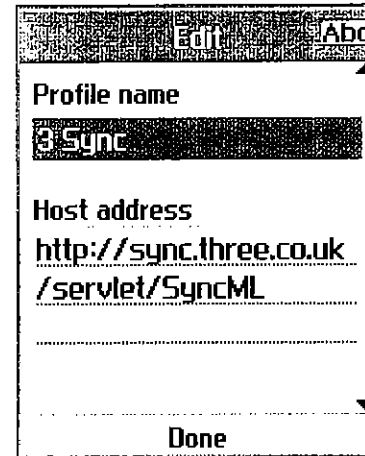 Edit
Abc
Profile name
3 Sync
Host address
http://sync.three.co.uk
/servlet/SyncML
Done